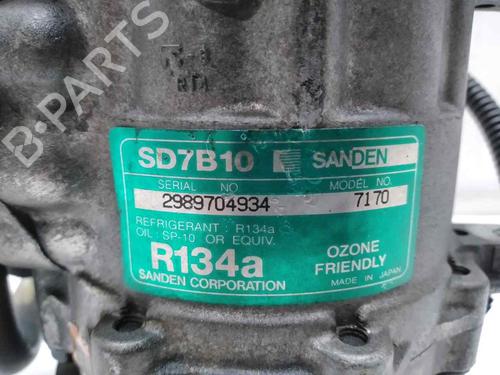 B-PARTS
SD7B10 SANDEN
SERIAL NO. MODEL NO.
2989704934 7170
REFRIGERANT : R134a
OIL : SP-10 OR EQUIV.
R134a OZONE
FRIENDLY
SANDEN CORPORATION MADE IN JAPAN